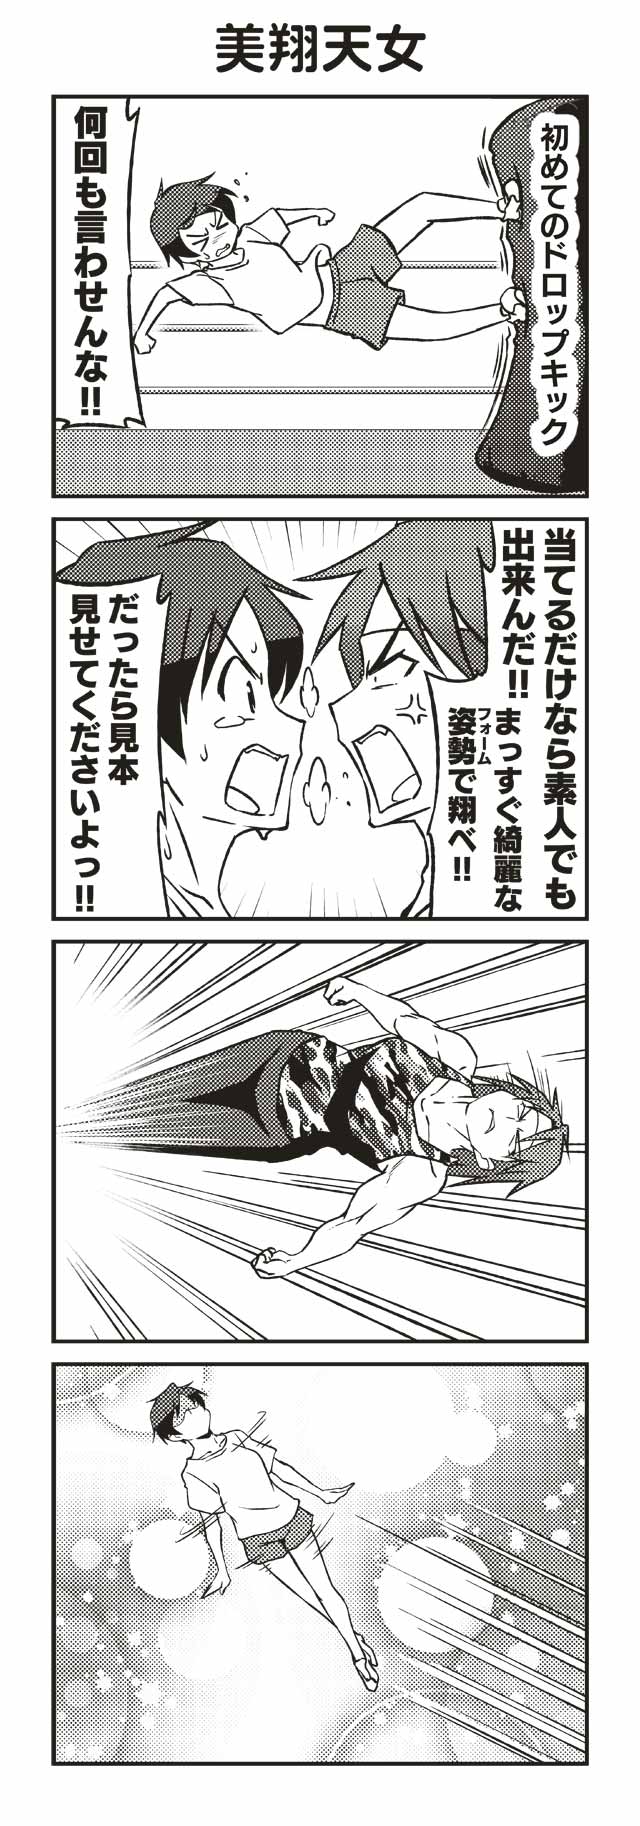 美翔天女
初めてのドロップキック
何回も言わせんな!!
当てるだけなら素人でも
出来んだ!!
まっすぐ綺麗な
姿勢で翔べ!!
フォーム
だったら見本
見せてくださいよっ!!